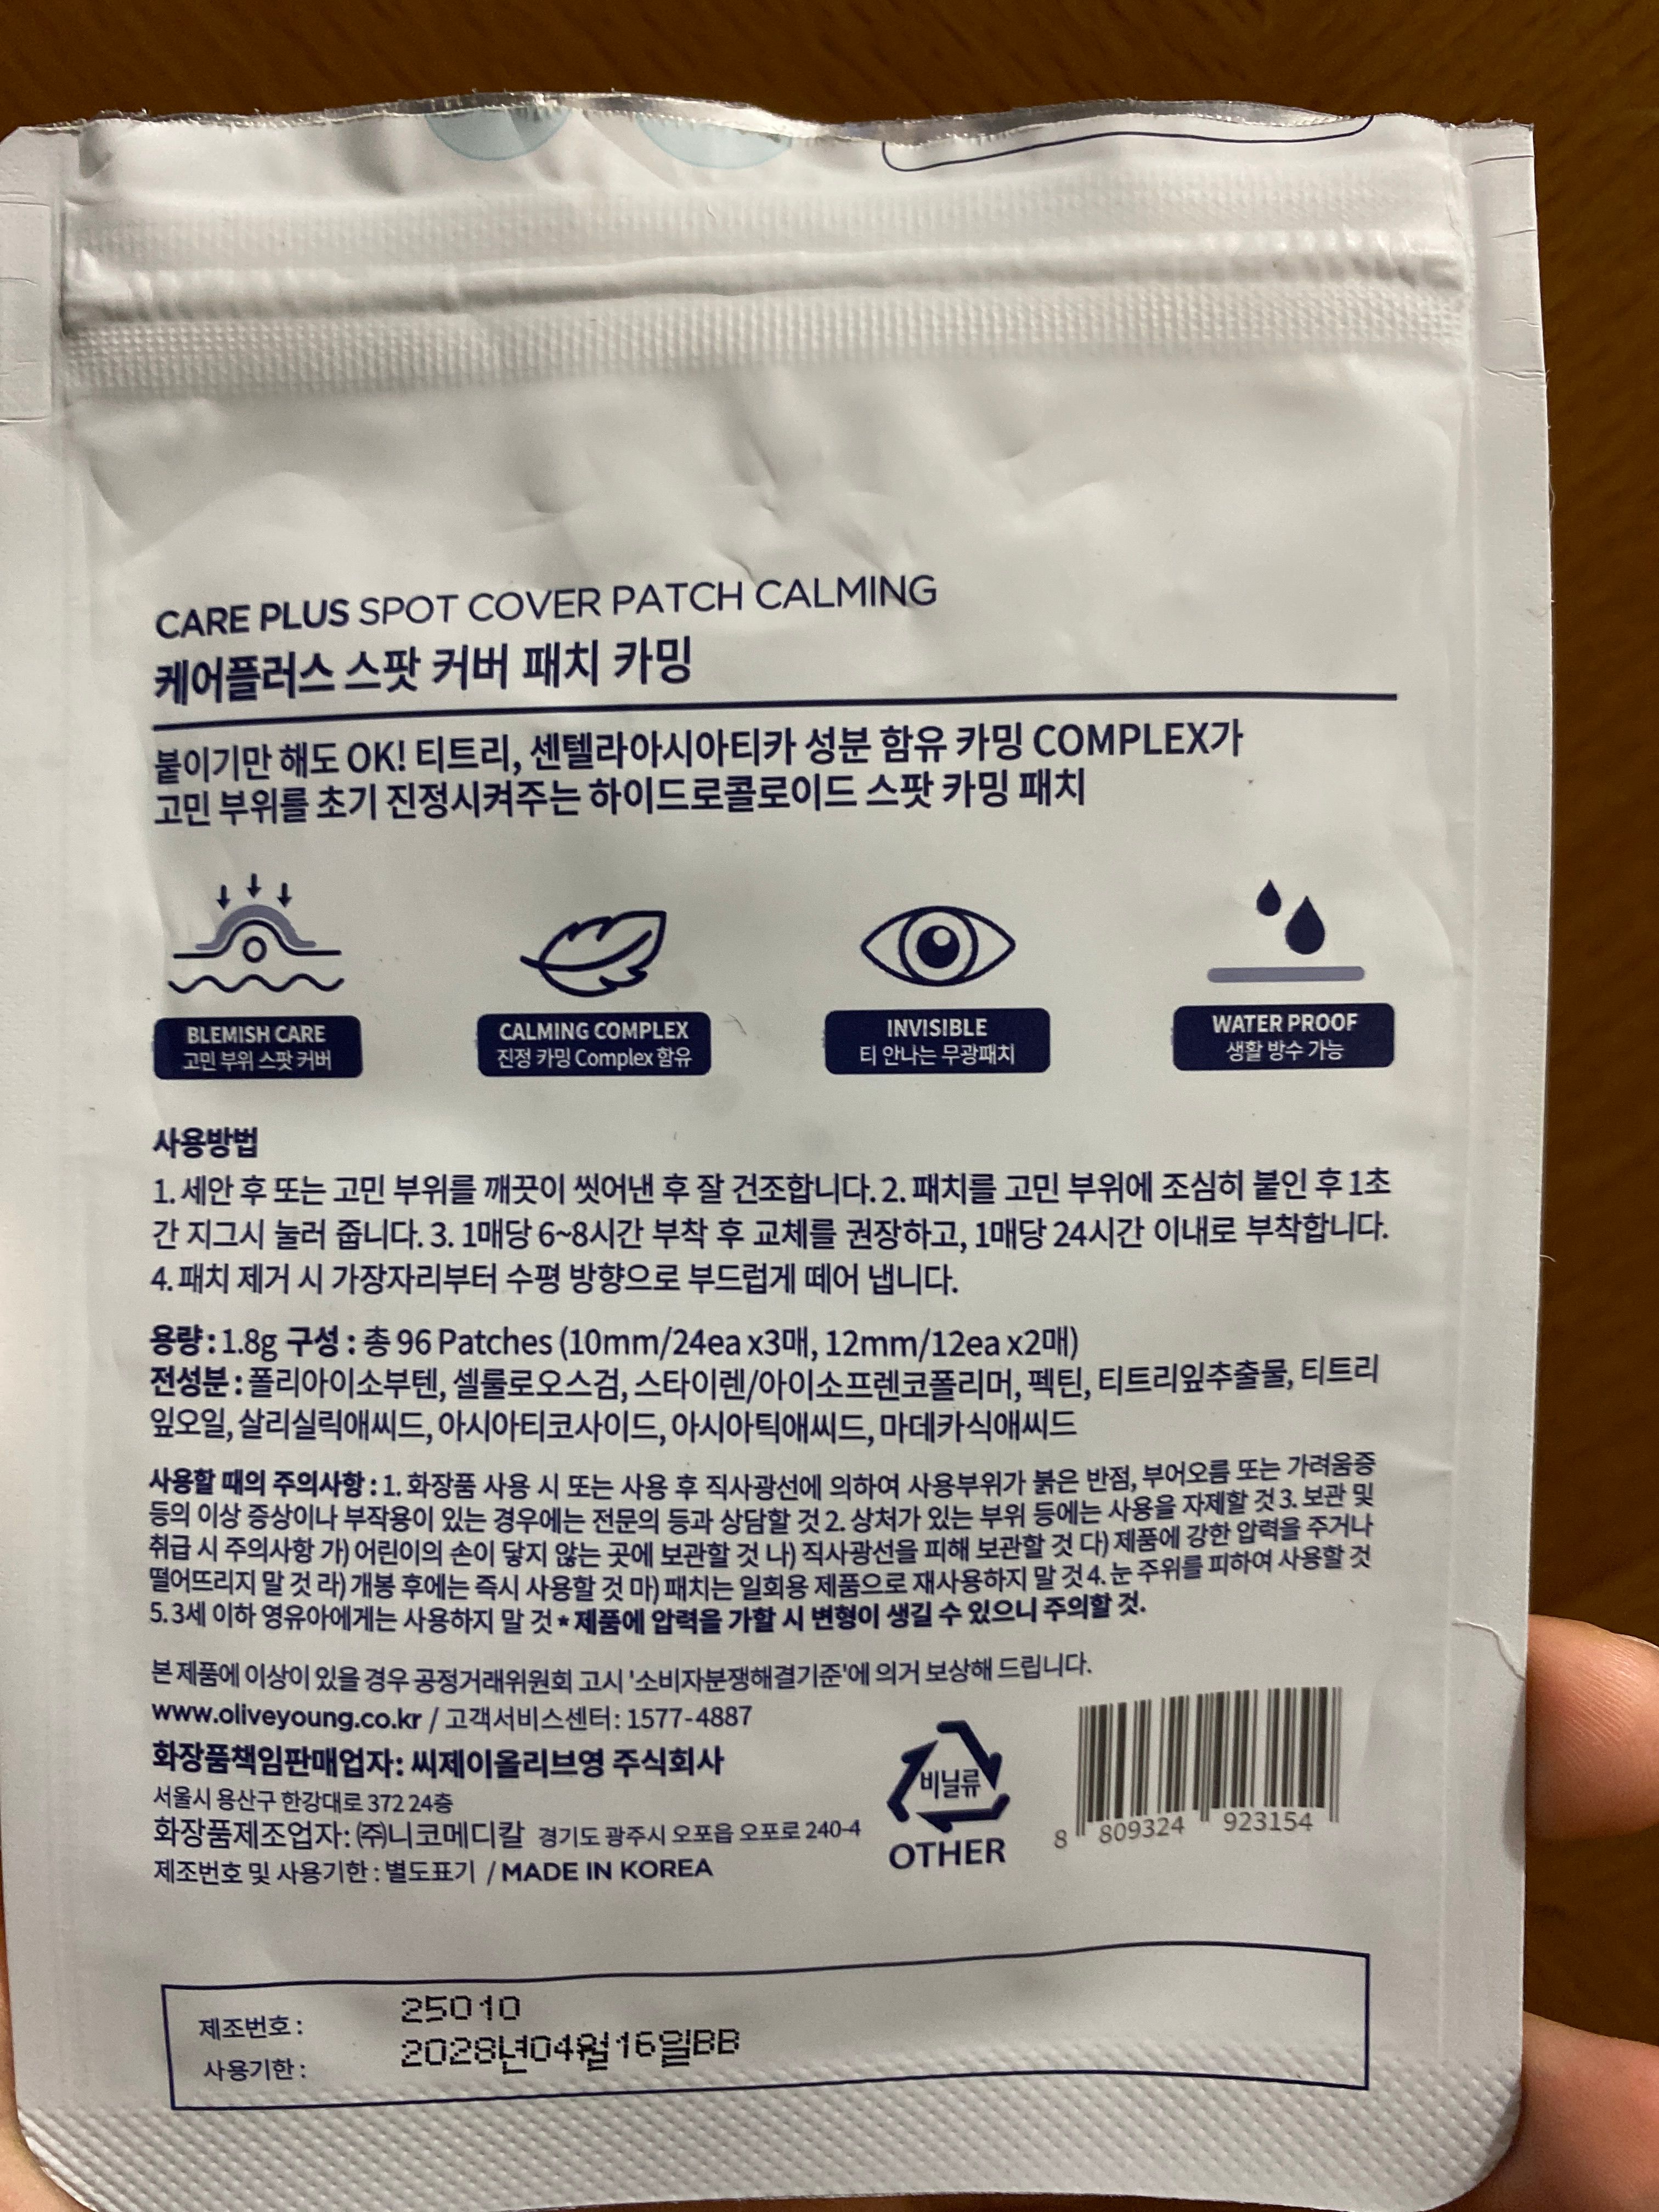 CARE PLUS SPOT COVER PATCH CALMING
케어플러스 스팟 커버 패치 카밍
붙이기만 해도 OK! 티트리, 센텔라아시아티카 성분 함유 카밍 COMPLEX가
고민 부위를 초기 진정시켜주는 하이드로콜로이드 스팟 카밍 패치
BLEMISH CARE
고민 부위 스팟 커버
CALMING COMPLEX
진정 카밍 Complex 함유
INVISIBLE
티 안나는 무광패치
WATER PROOF
생활 방수 가능
사용방법
1. 세안 후 또는 고민 부위를 깨끗이 씻어낸 후 잘 건조합니다. 2. 패치를 고민 부위에 조심히 붙인 후 1초
간 지그시 눌러 줍니다. 3. 1매당 6~8시간 부착 후 교체를 권장하고, 1매당 24시간 이내로 부착합니다.
4. 패치 제거 시 가장자리부터 수평 방향으로 부드럽게 떼어 냅니다.
용량 : 1.8g 구성 : 총 96 Patches (10mm/24ea x3매, 12mm/12ea x2매)
전성분 : 폴리아이소부텐, 셀룰로오스검, 스타이렌/아이소프렌코폴리머, 펙틴, 티트리잎추출물, 티트리
잎오일, 살리실릭애씨드, 아시아티코사이드, 아시아틱애씨드, 마데카식애씨드
사용할 때의 주의사항 : 1. 화장품 사용 시 또는 사용 후 직사광선에 의하여 사용부위가 붉은 반점, 부어오름 또는 가려움증
등의 이상 증상이나 부작용이 있는 경우에는 전문의 등과 상담할 것 2. 상처가 있는 부위 등에는 사용을 자제할 것 3. 보관 및
취급 시 주의사항 가) 어린이의 손이 닿지 않는 곳에 보관할 것 나) 직사광선을 피해 보관할 것 다) 제품에 강한 압력을 주거나
떨어뜨리지 말 것 라) 개봉 후에는 즉시 사용할 것 마) 패치는 일회용 제품으로 재사용하지 말 것 4. 눈 주위를 피하여 사용할 것
5. 3세 이하 영유아에게는 사용하지 말 것 * 제품에 압력을 가할 시 변형이 생길 수 있으니 주의할 것.
본 제품에 이상이 있을 경우 공정거래위원회 고시 '소비자분쟁해결기준'에 의거 보상해 드립니다.
www.oliveyoung.co.kr / 고객서비스센터: 1577-4887
화장품책임판매업자: 씨제이올리브영 주식회사
서울시 용산구 한강대로 372 24층
화장품제조업자: ㈜니코메디칼 경기도 광주시 오포읍 오포로 240-4
제조번호 및 사용기한 : 별도표기 / MADE IN KOREA
비닐류
OTHER
8 809324 923154
제조번호 : 25010
사용기한 : 2028년04월16일BB